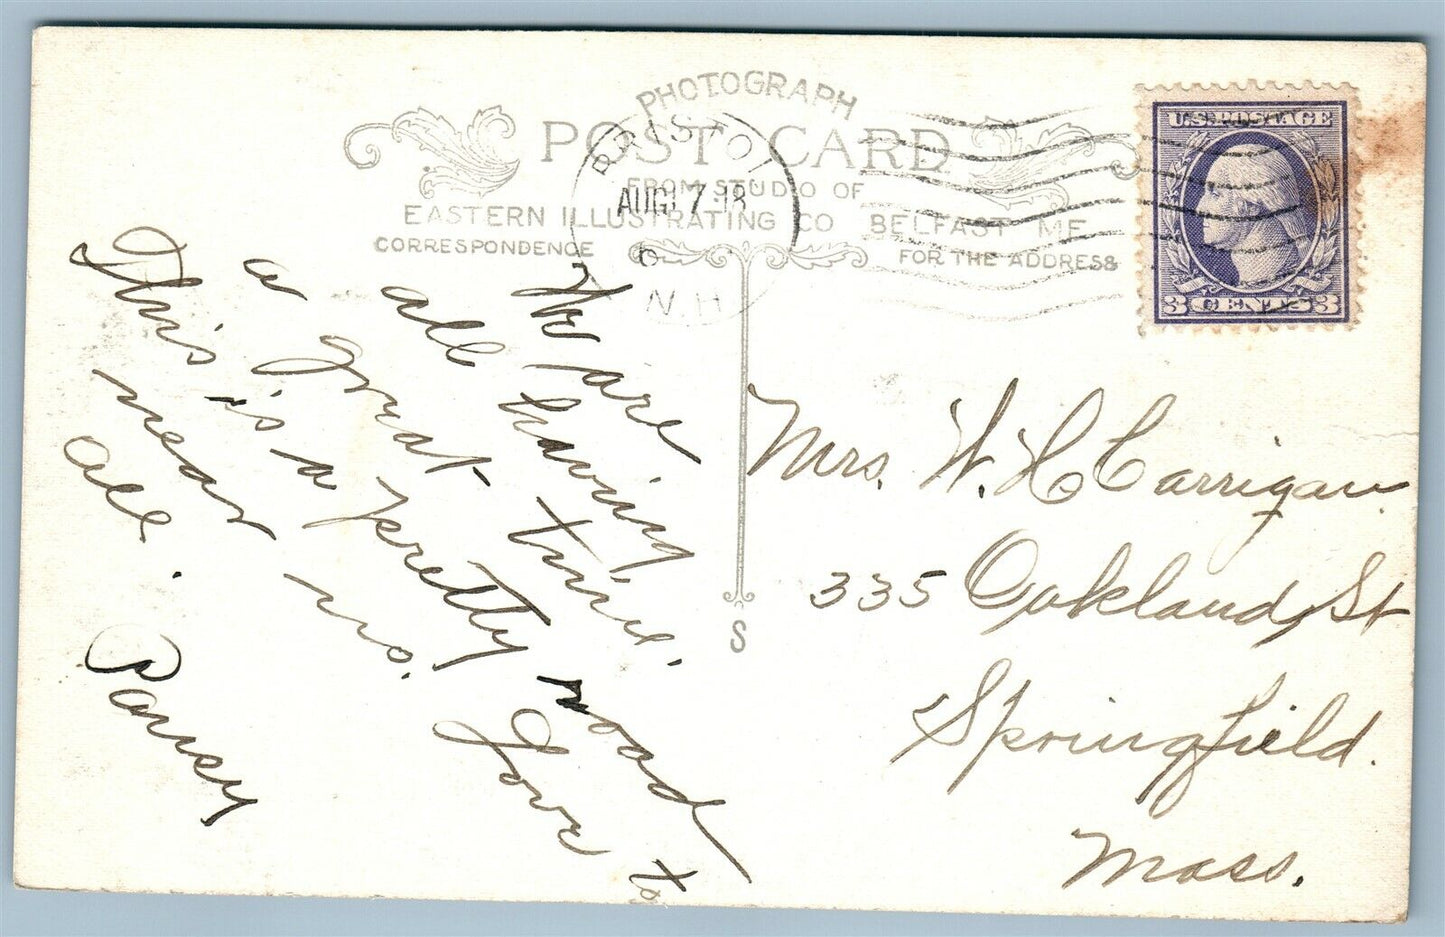 PHOTOGRAPH
POST CARD
FROM STUDIO OF
EASTERN ILLUSTRATING CO BELFAST ME
CORRESPONDENCE
FOR THE ADDRESS
BRISTOL
AUG 17 18
N.H.
U.S. POSTAGE
3 CENTS 3
We are
all having
a great time.
This is a pretty road
near us. Love to
all.
Pansy
S
Mrs. W. H Carrigan
335 Oakland St
Springfield.
Mass.